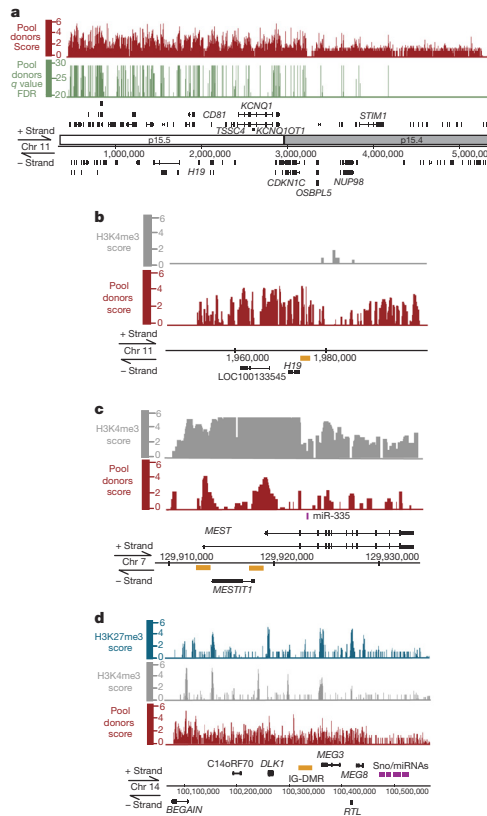 a
Pool donors Score
6
4
2
0
Pool donors q value FDR
30
25
20
KCNQ1
CD81
STIM1
TSSC4
KCNQ1OT1
+ Strand
Chr 11
p15.5
p15.4
1,000,000 2,000,000 3,000,000 4,000,000 5,000,000
− Strand
H19
CDKN1C
NUP98
OSBPL5
b
H3K4me3 score
6
4
2
0
Pool donors score
6
4
2
0
+ Strand
Chr 11
1,960,000 1,980,000
− Strand
H19
LOC100133545
c
H3K4me3 score
6
4
2
0
Pool donors score
6
4
2
0
miR-335
MEST
+ Strand
129,910,000 129,920,000 129,930,000
Chr 7
− Strand
MESTIT1
d
H3K27me3 score
6
4
2
0
H3K4me3 score
6
4
2
0
Pool donors score
6
4
2
0
MEG3
C14oRF70 DLK1
Sno/miRNAs
+ Strand
IG-DMR
MEG8
Chr 14
100,100,000 100,200,000 100,300,000 100,400,000 100,500,000
− Strand
BEGAIN
RTL